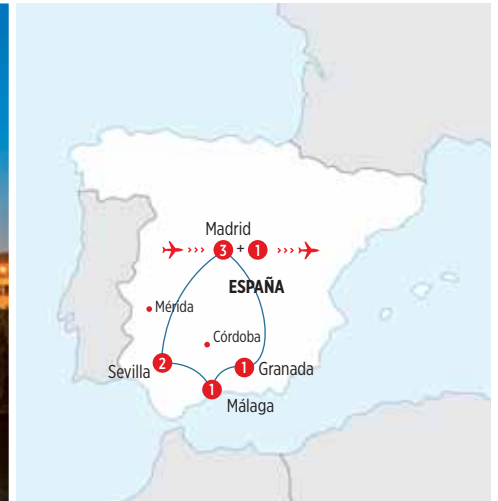 Madrid
3 + 1
ESPAÑA
Mérida
Córdoba
Sevilla 2
1 Granada
1
Málaga